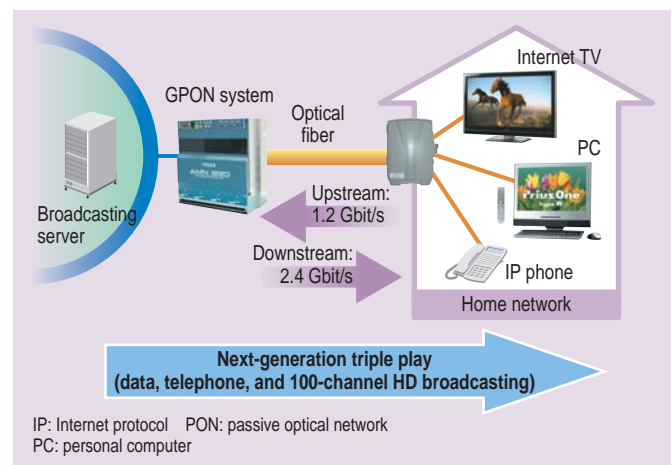 Internet TV
GPON system
Optical
fiber
PC
Prius One
Broadcasting
server
Upstream:
1.2 Gbit/s
Downstream:
2.4 Gbit/s
IP phone
Home network
Next-generation triple play
(data, telephone, and 100-channel HD broadcasting)
IP: Internet protocol PON: passive optical network
PC: personal computer